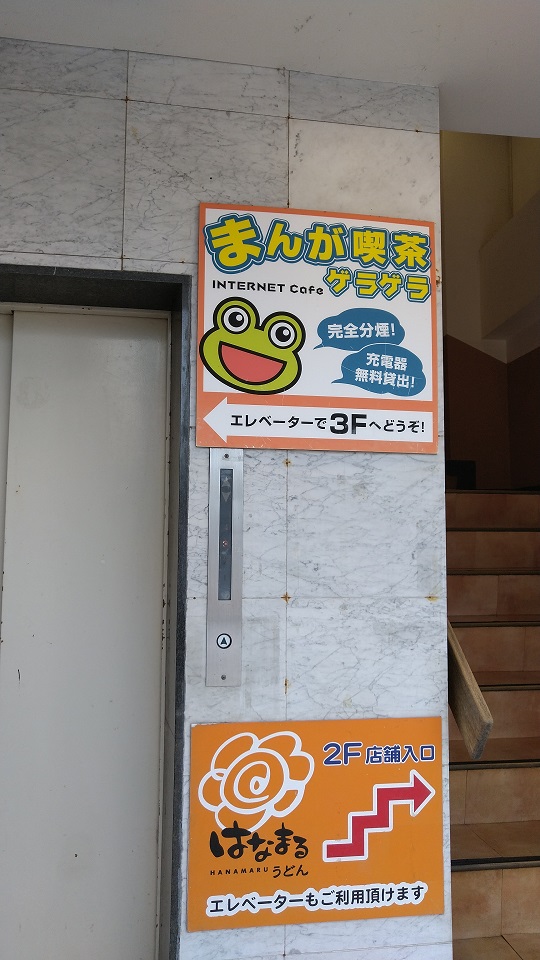 まんが喫茶
INTERNET Cafe ゲラゲラ
完全分煙!
充電器
無料貸出!
エレベーターで3Fへどうぞ!
2F 店舗入口
はなまる
HANAMARU うどん
エレベーターもご利用頂けます